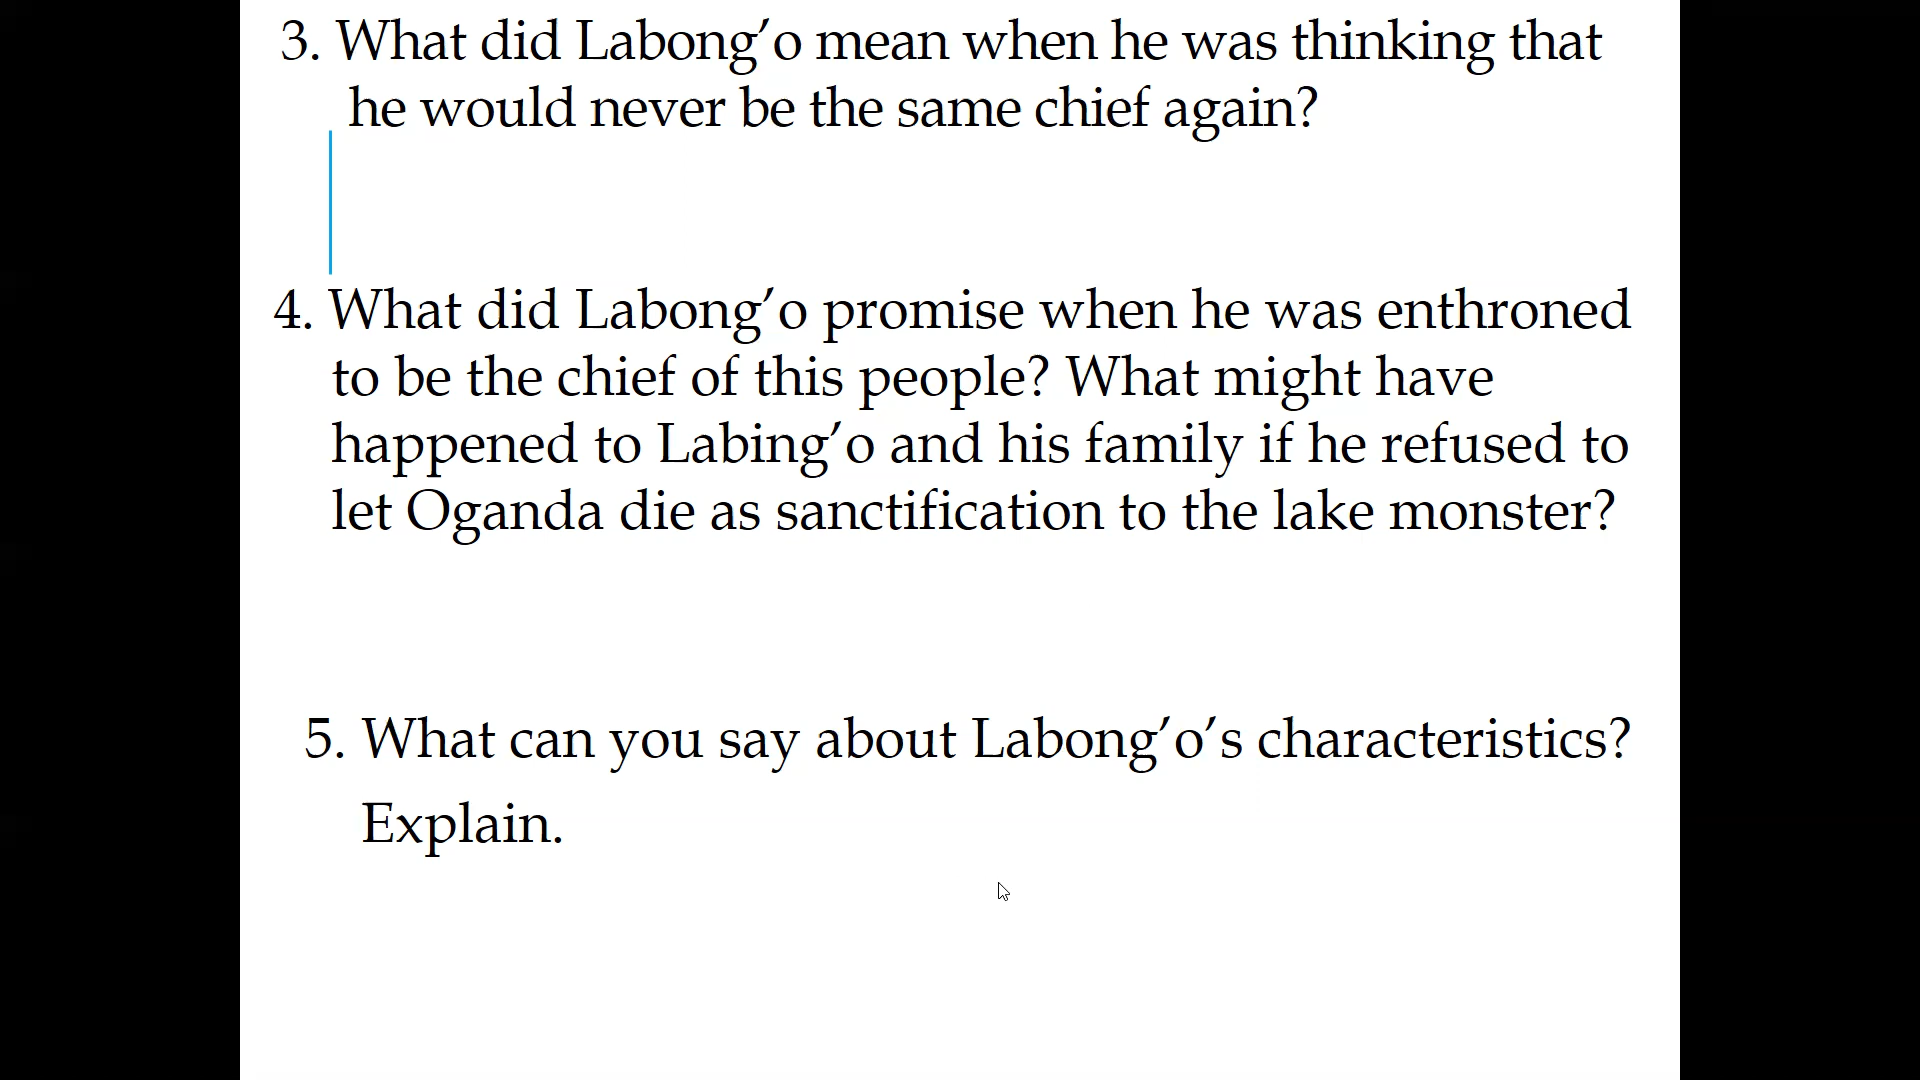 3. What did Labong’o mean when he was thinking that
he would never be the same chief again?
4. What did Labong’o promise when he was enthroned
to be the chief of this people? What might have
happened to Labing’o and his family if he refused to
let Oganda die as sanctification to the lake monster?
5. What can you say about Labong’o’s characteristics?
Explain.